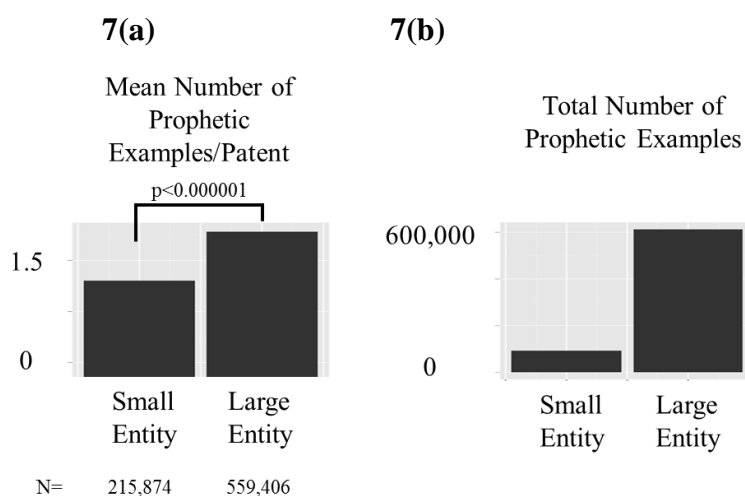 7(a)
Mean Number of
Prophetic
Examples/Patent
p<0.000001
1.5
0
Small
Entity
Large
Entity
N= 215,874 559,406
7(b)
Total Number of
Prophetic Examples
600,000
0
Small
Entity
Large
Entity